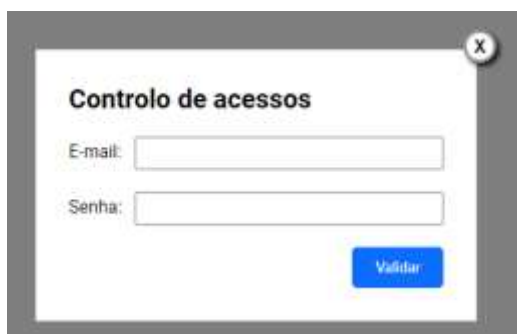 X
Controlo de acessos
E-mail:
Senha:
Validar